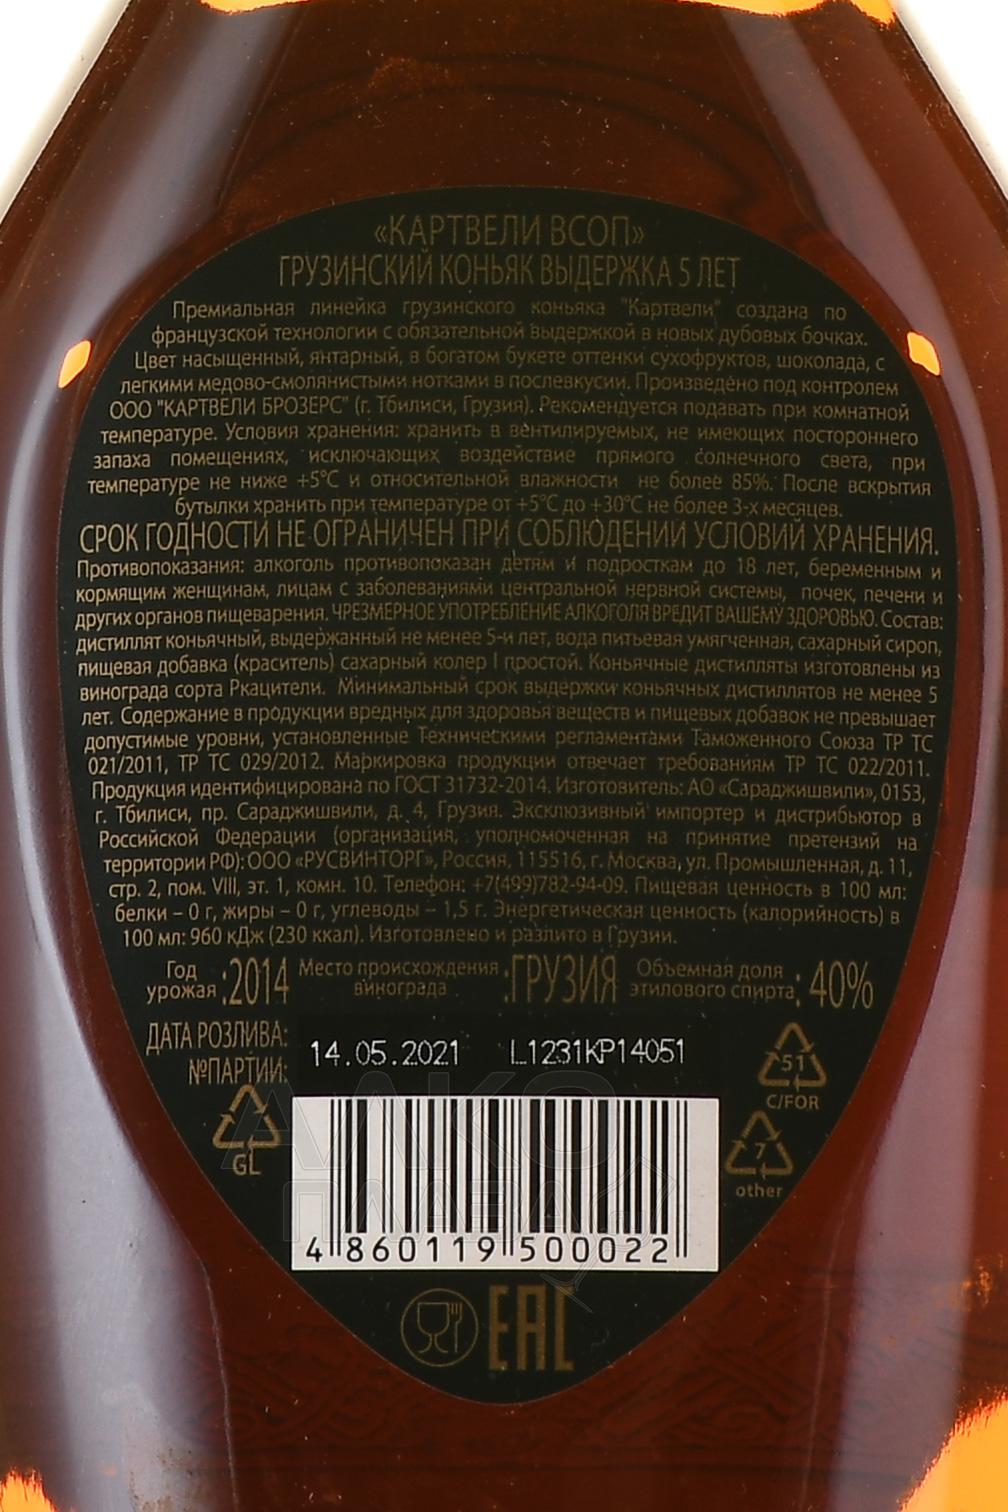 «КАРТВЕЛИ ВСОП»
ГРУЗИНСКИЙ КОНЬЯК ВЫДЕРЖКА 5 ЛЕТ
Премиальная линейка грузинского коньяка "Картвели" создана по
французской технологии с обязательной выдержкой в новых дубовых бочках.
Цвет насыщенный, янтарный, в богатом букете оттенки сухофруктов, шоколада, с
легкими медово-смолянистыми нотками в послевкусии. Произведено под контролем
ООО "КАРТВЕЛИ БРОЗЕРС" (г. Тбилиси, Грузия). Рекомендуется подавать при комнатной
температуре. Условия хранения: хранить в вентилируемых, не имеющих постороннего
запаха помещениях, исключающих воздействие прямого солнечного света, при
температуре не ниже +5°С и относительной влажности не более 85%. После вскрытия
бутылки хранить при температуре от +5°С до +30°С не более 3-х месяцев.
СРОК ГОДНОСТИ НЕ ОГРАНИЧЕН ПРИ СОБЛЮДЕНИИ УСЛОВИЙ ХРАНЕНИЯ.
Противопоказания: алкоголь противопоказан детям и подросткам до 18 лет, беременным и
кормящим женщинам, лицам с заболеваниями центральной нервной системы, почек, печени и
других органов пищеварения. ЧРЕЗМЕРНОЕ УПОТРЕБЛЕНИЕ АЛКОГОЛЯ ВРЕДИТ ВАШЕМУ ЗДОРОВЬЮ. Состав:
дистиллят коньячный, выдержанный не менее 5-и лет, вода питьевая умягченная, сахарный сироп,
пищевая добавка (краситель) сахарный колер I простой. Коньячные дистилляты изготовлены из
винограда сорта Ркацители. Минимальный срок выдержки коньячных дистиллятов не менее 5
лет. Содержание в продукции вредных для здоровья веществ и пищевых добавок не превышает
допустимые уровни, установленные Техническими регламентами Таможенного Союза ТР ТС
021/2011, ТР ТС 029/2012. Маркировка продукции отвечает требованиям ТР ТС 022/2011.
Продукция идентифицирована по ГОСТ 31732-2014. Изготовитель: АО «Сараджишвили», 0153,
г. Тбилиси, пр. Сараджишвили, д. 4, Грузия. Эксклюзивный импортер и дистрибьютор в
Российской Федерации (организация, уполномоченная на принятие претензий на
территории РФ): ООО «РУСВИНТОРГ», Россия, 115516, г. Москва, ул. Промышленная, д. 11,
стр. 2, пом. VIII, эт. 1, комн. 10. Телефон: +7(499)782-94-09. Пищевая ценность в 100 мл:
белки – 0 г, жиры – 0 г, углеводы – 1,5 г. Энергетическая ценность (калорийность) в
100 мл: 960 кДж (230 ккал). Изготовлено и разлито в Грузии.
Год урожая :2014 Место происхождения винограда :ГРУЗИЯ Объемная доля этилового спирта: 40%
ДАТА РОЗЛИВА:
№ПАРТИИ:
14.05.2021 L1231KP14051
51
C/FOR
GL
7
other
4 860119 500022
EAC
АЛКО
ПЛАЗА